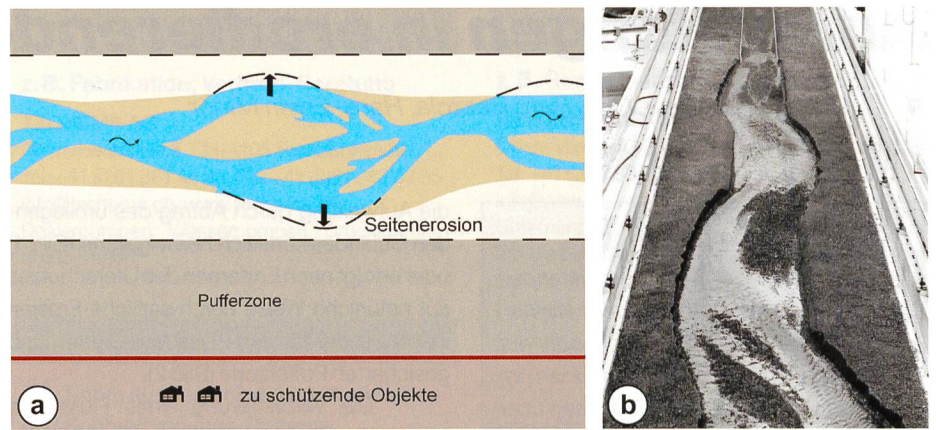 Seitenerosion
Pufferzone
zu schützende Objekte
a
b